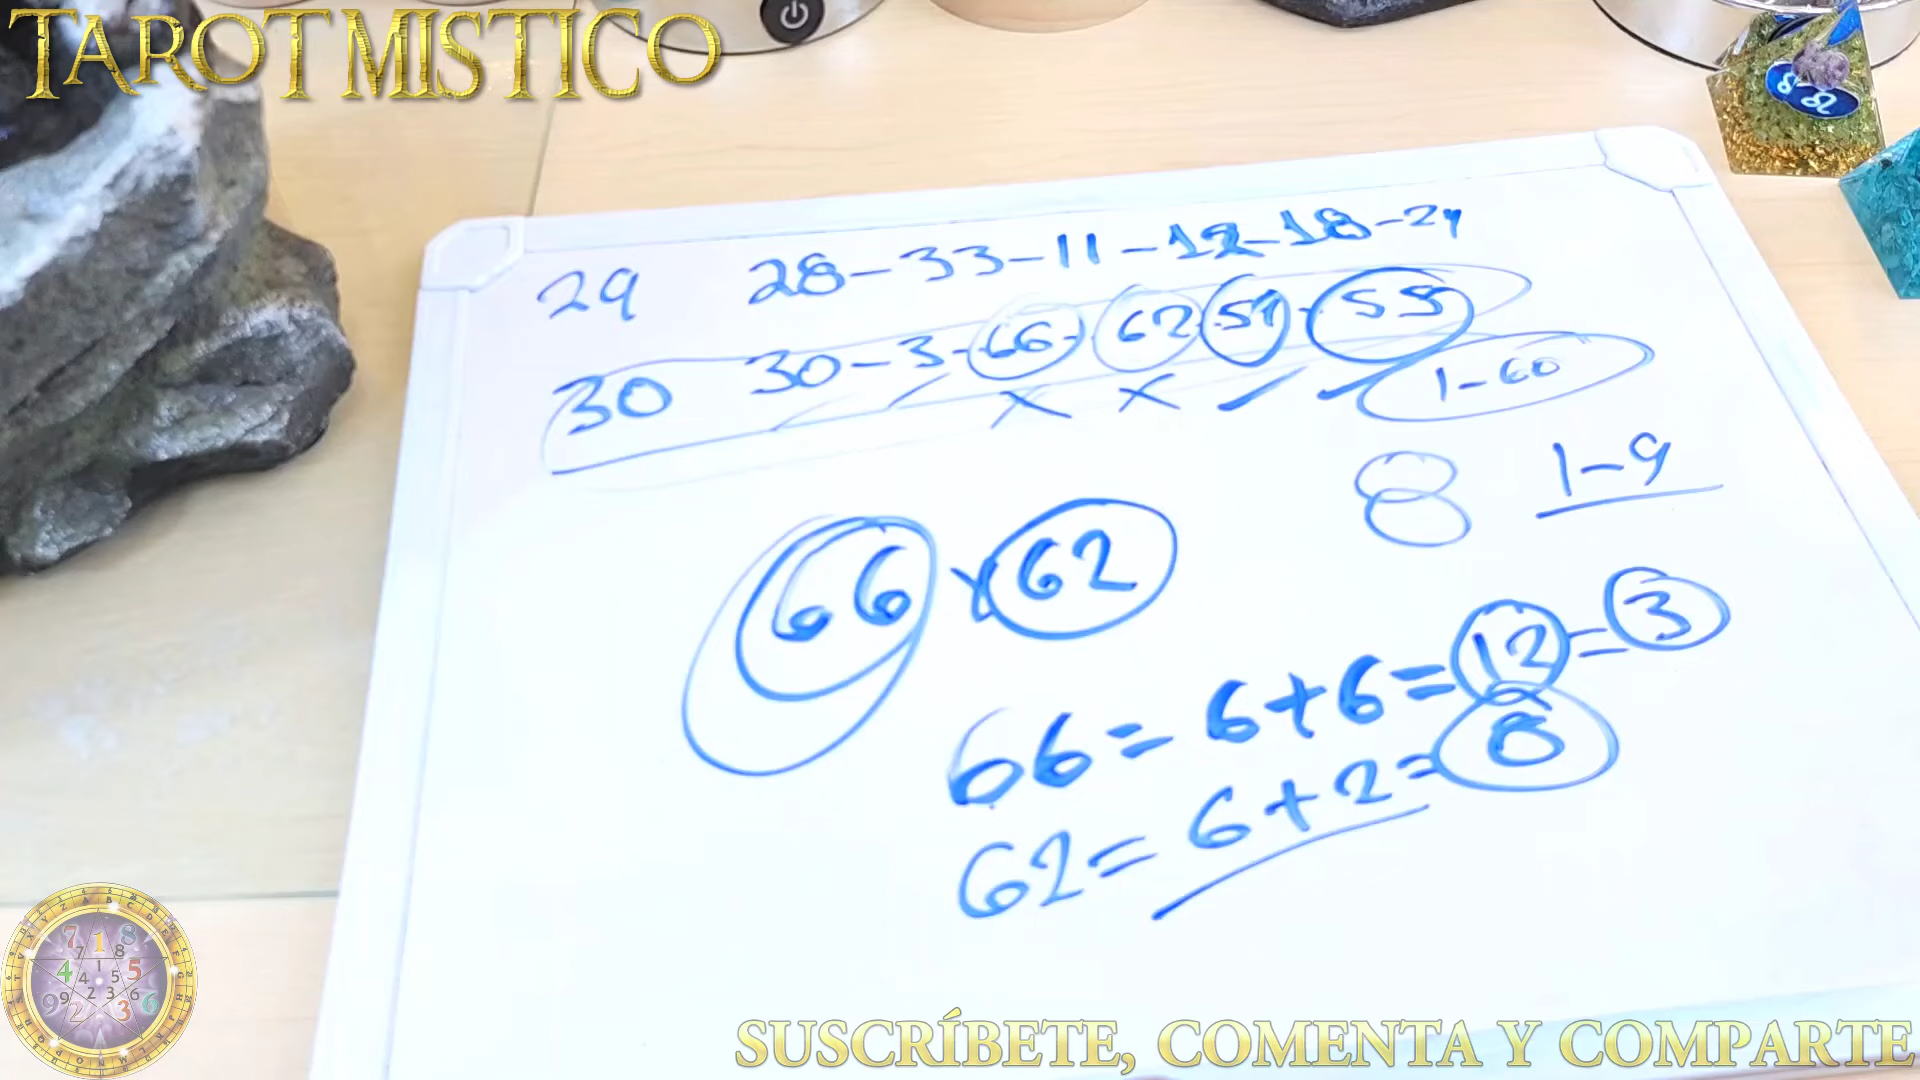 TAROT MISTICO
29 28-33-11-12-18-24
30 30-3-66-62-51-55
1-60
8 1-9
66 y 62
66=6+6=12=3
62=6+2=8
SUSCRÍBETE, COMENTA Y COMPARTE